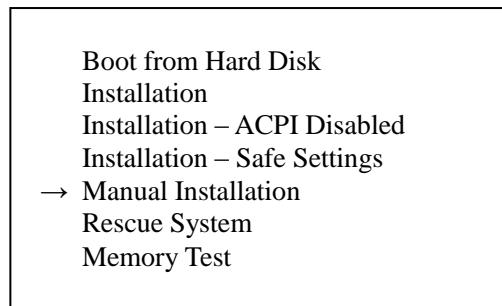 Boot from Hard Disk
Installation
Installation – ACPI Disabled
Installation – Safe Settings
→ Manual Installation
Rescue System
Memory Test